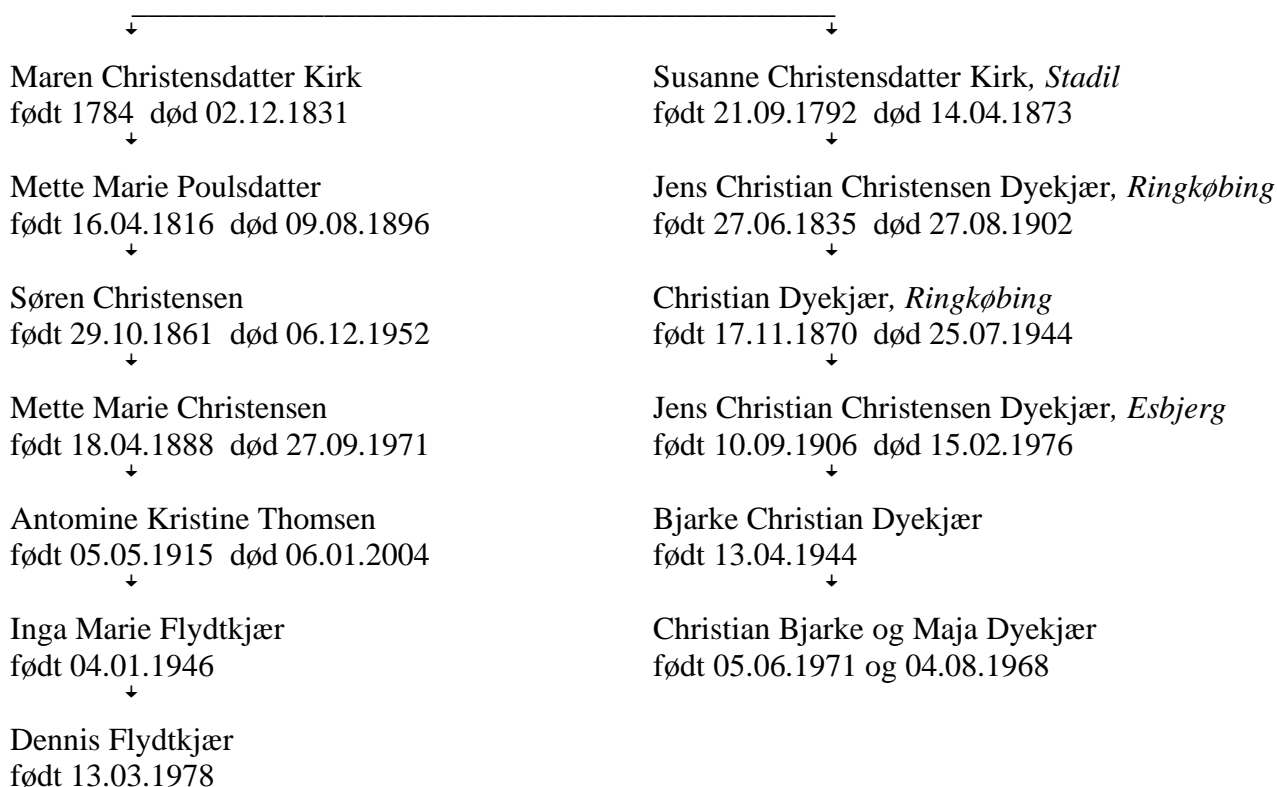 Maren Christensdatter Kirk
født 1784 død 02.12.1831
Mette Marie Poulsdatter
født 16.04.1816 død 09.08.1896
Søren Christensen
født 29.10.1861 død 06.12.1952
Mette Marie Christensen
født 18.04.1888 død 27.09.1971
Antomine Kristine Thomsen
født 05.05.1915 død 06.01.2004
Inga Marie Flydtkjær
født 04.01.1946
Dennis Flydtkjær
født 13.03.1978
Susanne Christensdatter Kirk, Stadil
født 21.09.1792 død 14.04.1873
Jens Christian Christensen Dyekjær, Ringkøbing
født 27.06.1835 død 27.08.1902
Christian Dyekjær, Ringkøbing
født 17.11.1870 død 25.07.1944
Jens Christian Christensen Dyekjær, Esbjerg
født 10.09.1906 død 15.02.1976
Bjarke Christian Dyekjær
født 13.04.1944
Christian Bjarke og Maja Dyekjær
født 05.06.1971 og 04.08.1968